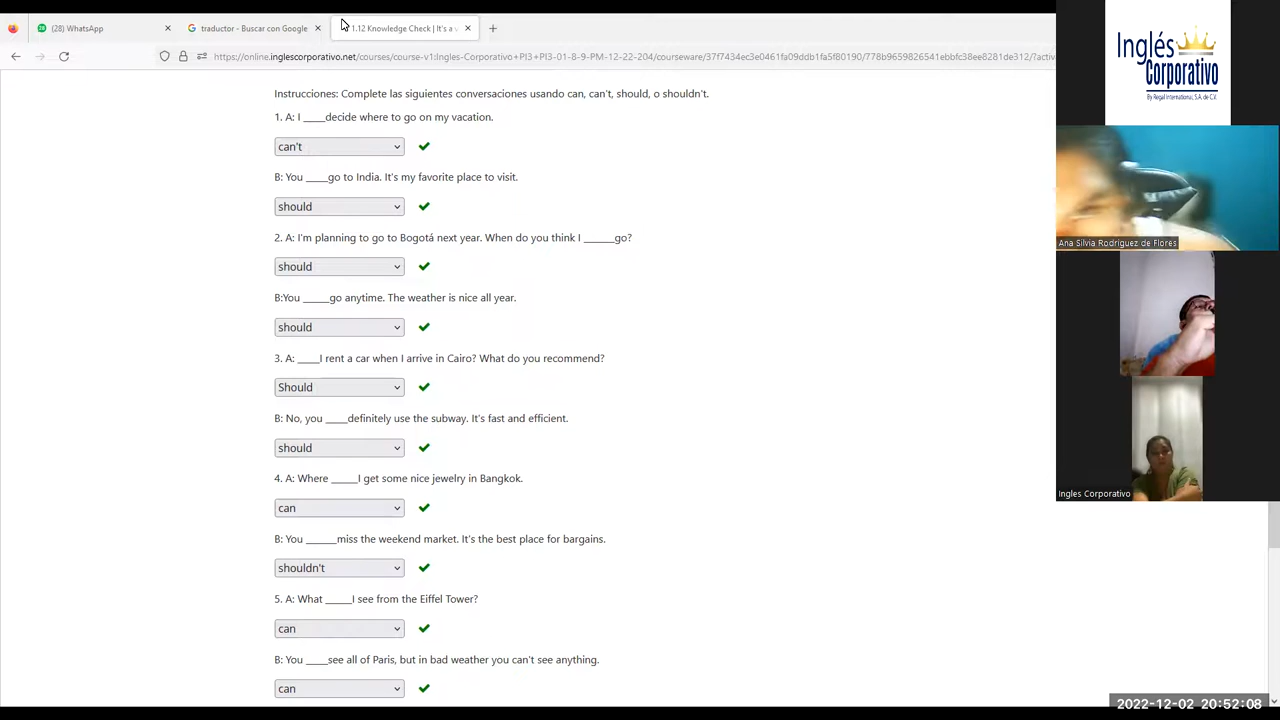 (28) WhatsApp
traductor - Buscar con Google
1.12 Knowledge Check | It's a v
https://online.inglescorporativo.net/courses/course-v1:Ingles-Corporativo+PI3+PI3-01-8-9-PM-12-22-204/courseware/37f7434ce2e0461fa09ddb1fa5f80190/778b9659826541ebbfc38ee8281de312/?activ
Instrucciones: Complete las siguientes conversaciones usando can, can't, should, o shouldn't.
1. A: I ____decide where to go on my vacation.
can't
B: You ____go to India. It's my favorite place to visit.
should
2. A: I'm planning to go to Bogotá next year. When do you think I ______go?
should
B:You _____go anytime. The weather is nice all year.
should
3. A: ____I rent a car when I arrive in Cairo? What do you recommend?
Should
B: No, you ____definitely use the subway. It's fast and efficient.
should
4. A: Where _____I get some nice jewelry in Bangkok.
can
B: You ______miss the weekend market. It's the best place for bargains.
shouldn't
5. A: What _____I see from the Eiffel Tower?
can
B: You ____see all of Paris, but in bad weather you can't see anything.
can
Inglés
Corporativo
By Regal International, S.A. de C.V.
Ana Silvia Rodriguez de Flores
Ingles Corporativo
2022-12-02 20:52:08